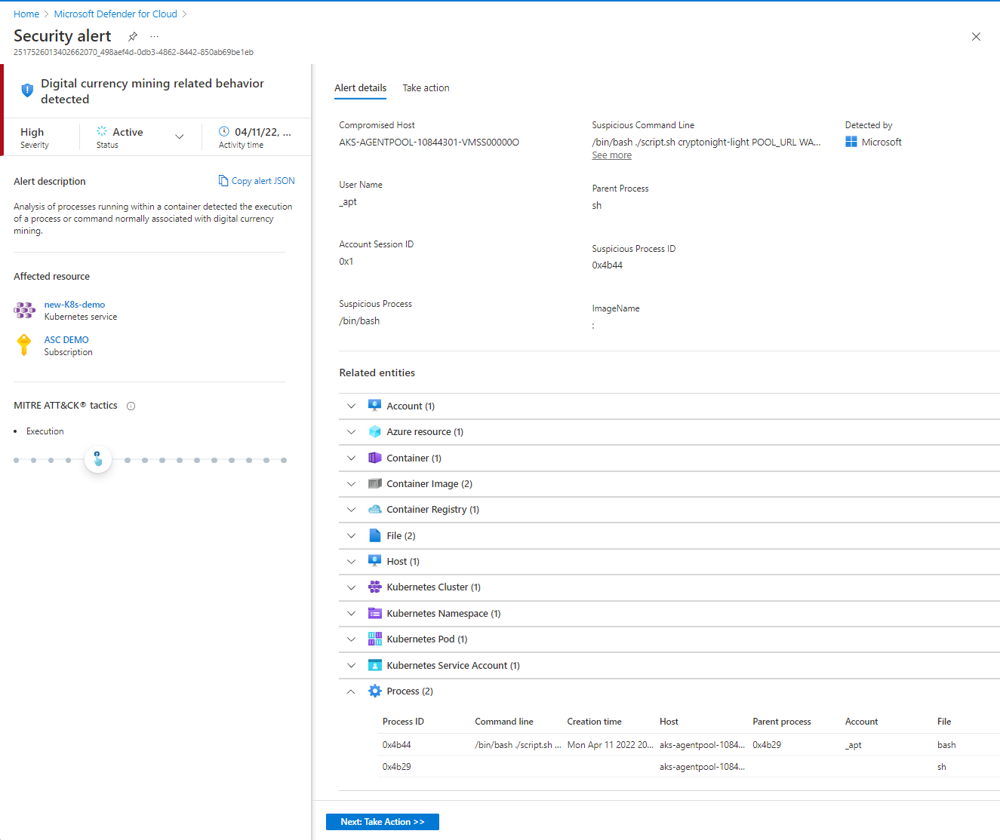 Home > Microsoft Defender for Cloud >
Security alert
2517526013402662070_498aef4d-0db3-4862-8442-850ab69be1eb
Digital currency mining related behavior
detected
High
Severity
Active
Status
04/11/22, ...
Activity time
Alert description
Copy alert JSON
Analysis of processes running within a container detected the execution
of a process or command normally associated with digital currency
mining.
Affected resource
new-K8s-demo
Kubernetes service
ASC DEMO
Subscription
MITRE ATT&CK® tactics
• Execution
Alert details Take action
Compromised Host
AKS-AGENTPOOL-10844301-VMSS00000O
Suspicious Command Line
/bin/bash ./script.sh cryptonight-light POOL_URL WA...
See more
Detected by
Microsoft
User Name
_apt
Parent Process
sh
Account Session ID
0x1
Suspicious Process ID
0x4b44
Suspicious Process
/bin/bash
ImageName
:
Related entities
Account (1)
Azure resource (1)
Container (1)
Container Image (2)
Container Registry (1)
File (2)
Host (1)
Kubernetes Cluster (1)
Kubernetes Namespace (1)
Kubernetes Pod (1)
Kubernetes Service Account (1)
Process (2)
Process ID Command line Creation time Host Parent process Account File
0x4b44 /bin/bash ./script.sh ... Mon Apr 11 2022 20... aks-agentpool-1084... 0x4b29 _apt bash
0x4b29 aks-agentpool-1084... sh
Next: Take Action >>